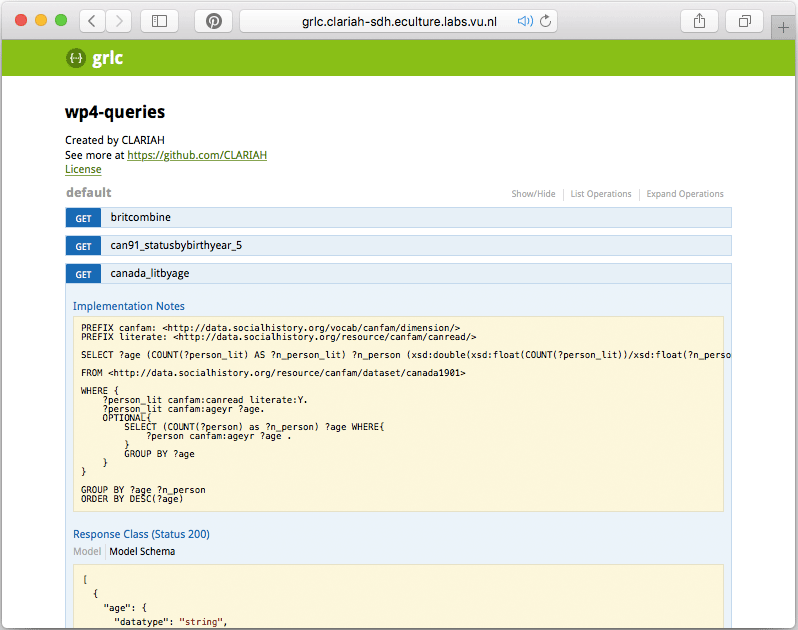 grlc.clariah-sdh.eculture.labs.vu.nl
{··} grlc
wp4-queries
Created by CLARIAH
See more at https://github.com/CLARIAH
License
default
Show/Hide
List Operations
Expand Operations
GET britcombine
GET can91_statusbybirthyear_5
GET canada_litbyage
Implementation Notes
PREFIX canfam: <http://data.socialhistory.org/vocab/canfam/dimension/>
PREFIX literate: <http://data.socialhistory.org/resource/canfam/canread/>
SELECT ?age (COUNT(?person_lit) AS ?n_person_lit) ?n_person (xsd:double(xsd:float(COUNT(?person_lit))/xsd:float(?n_perso
FROM <http://data.socialhistory.org/resource/canfam/dataset/canada1901>
WHERE {
?person_lit canfam:canread literate:Y.
?person_lit canfam:ageyr ?age.
OPTIONAL{
SELECT (COUNT(?person) as ?n_person) ?age WHERE{
?person canfam:ageyr ?age .
}
GROUP BY ?age
}
}
GROUP BY ?age ?n_person
ORDER BY DESC(?age)
Response Class (Status 200)
Model
Model Schema
[
{
"age": {
"datatype": "string",